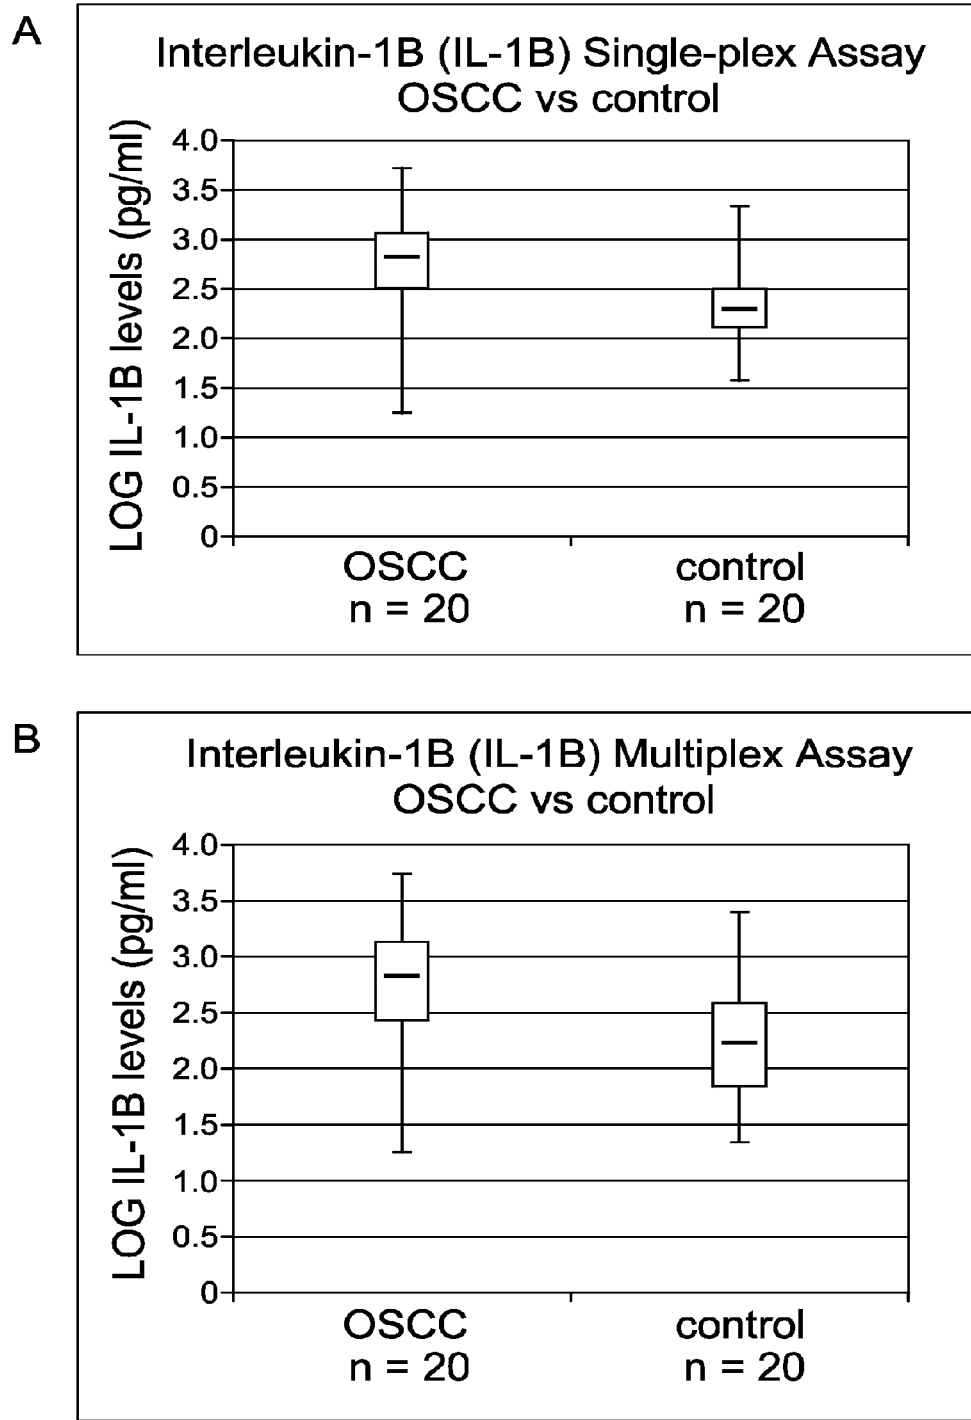 A
Interleukin-1B (IL-1B) Single-plex Assay
OSCC vs control
LOG IL-1B levels (pg/ml)
4.0
3.5
3.0
2.5
2.0
1.5
1.0
0.5
0
OSCC control
n = 20 n = 20
B
Interleukin-1B (IL-1B) Multiplex Assay
OSCC vs control
LOG IL-1B levels (pg/ml)
4.0
3.5
3.0
2.5
2.0
1.5
1.0
0.5
0
OSCC control
n = 20 n = 20